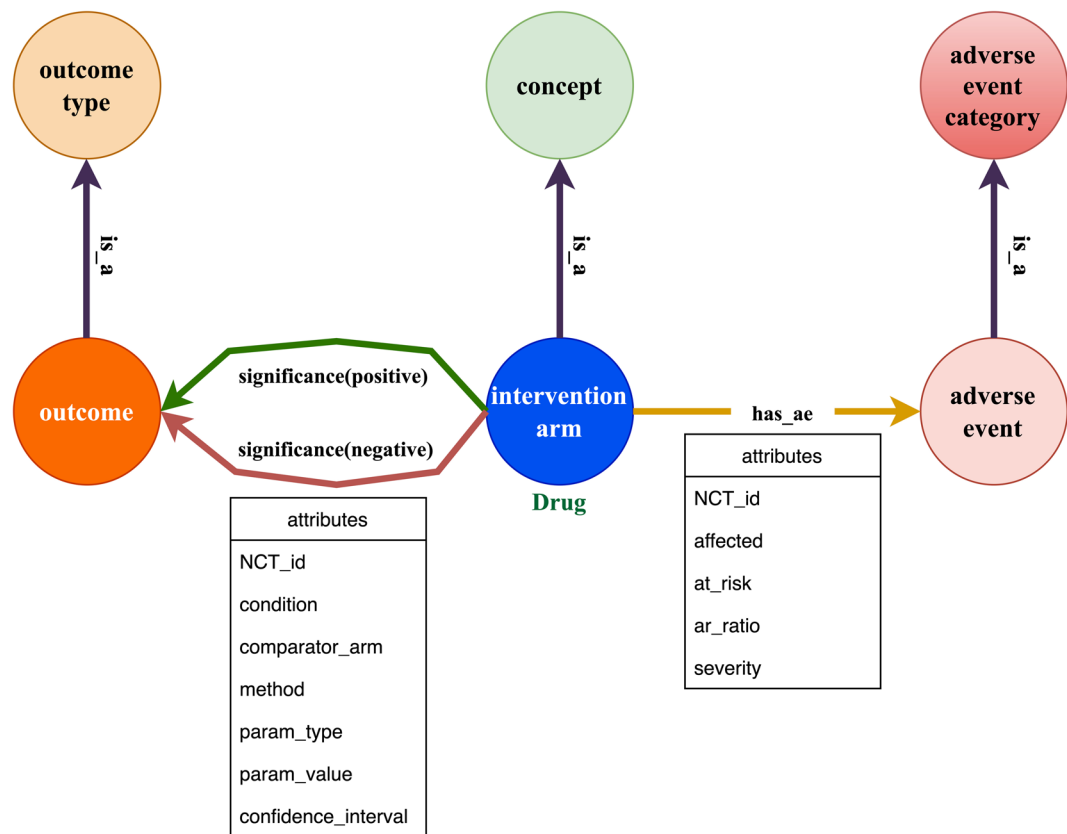 outcome
type
concept
adverse
event
category
is_a
is_a
is_a
significance(positive)
outcome
intervention
arm
has_ae
adverse
event
significance(negative)
Drug
attributes
NCT_id
condition
comparator_arm
method
param_type
param_value
confidence_interval
attributes
NCT_id
affected
at_risk
ar_ratio
severity